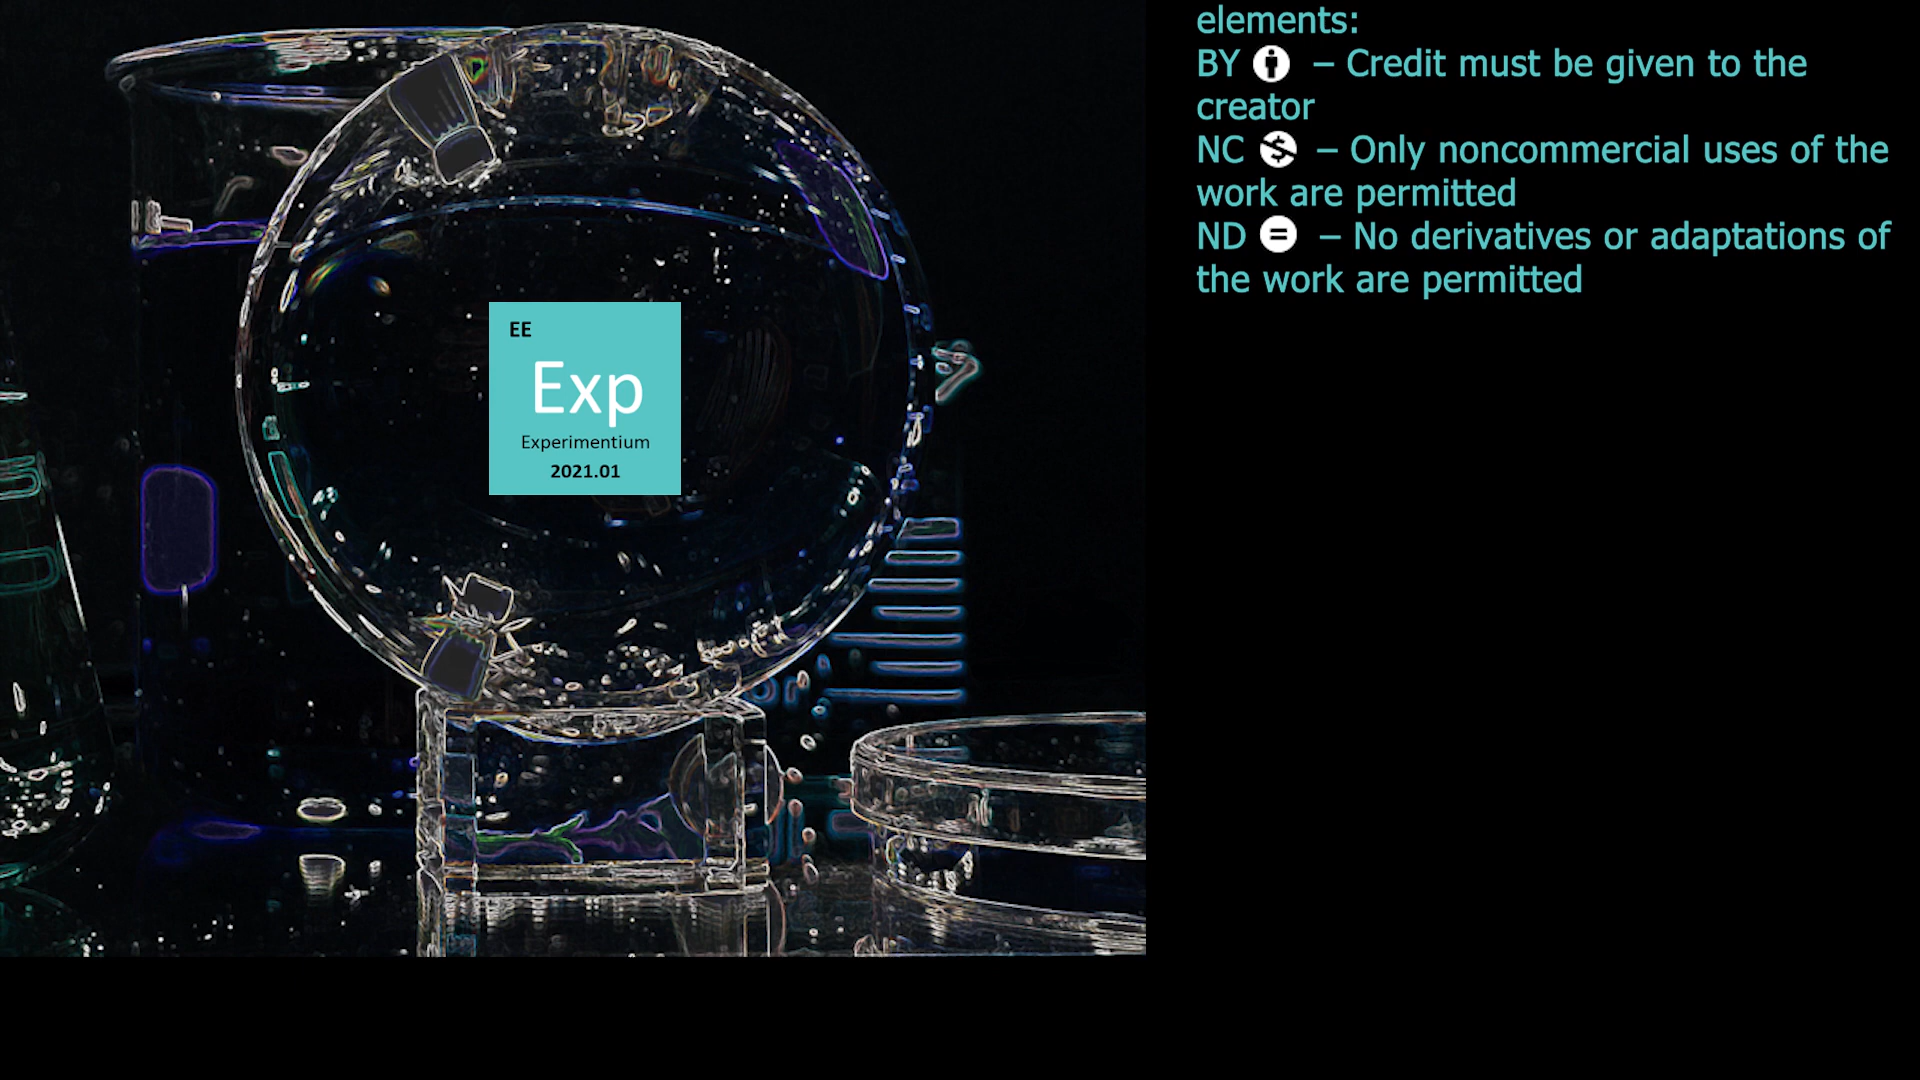 elements:
BY – Credit must be given to the
creator
NC $ – Only noncommercial uses of the
work are permitted
ND = – No derivatives or adaptations of
the work are permitted
EE
Exp
Experimentium
2021.01